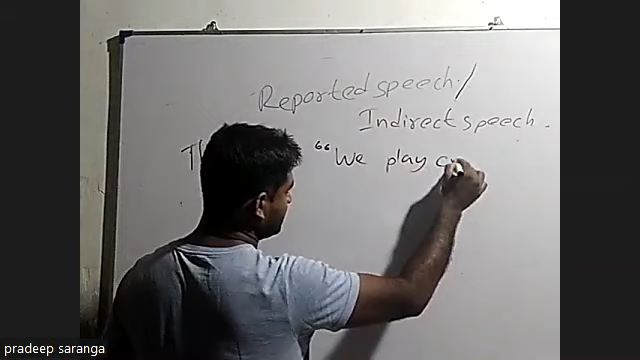 Reported speech /
Indirect speech.
“We play
pradeep saranga